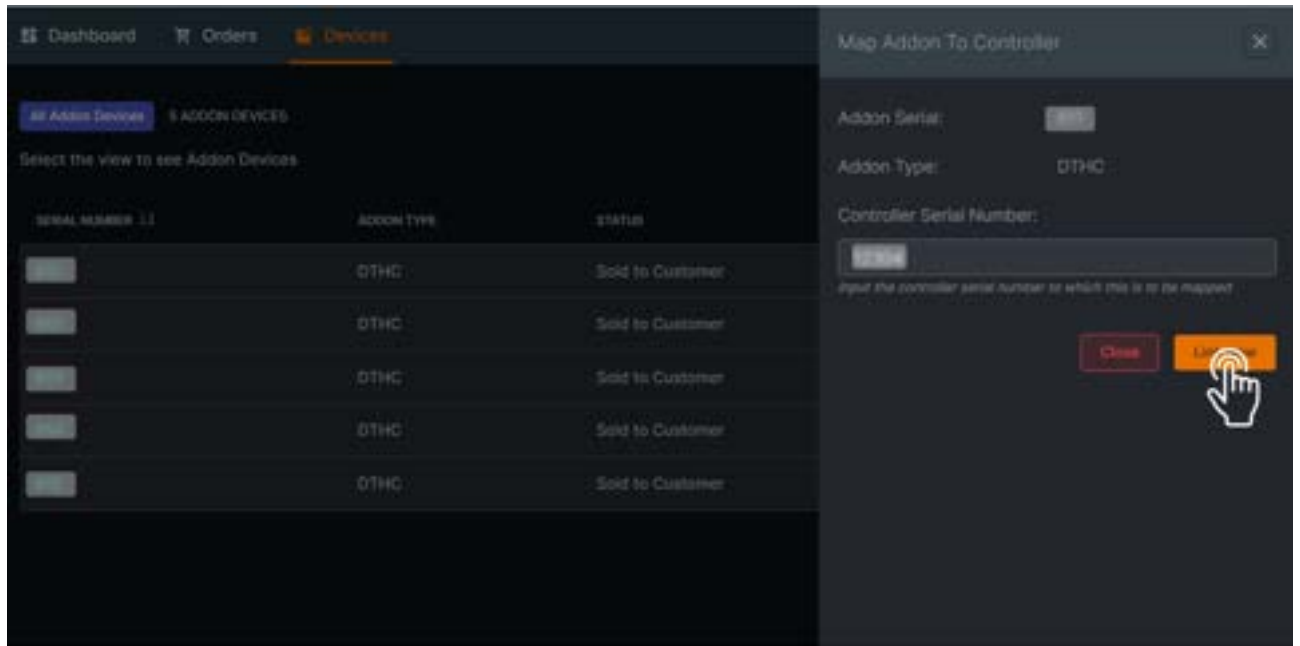 Dashboard Orders Devices
All Addon Devices 5 ADDON DEVICES
Select the view to see Addon Devices
SERIAL NUMBER ADDON TYPE STATUS
DTHC Sold to Customer
DTHC Sold to Customer
DTHC Sold to Customer
DTHC Sold to Customer
DTHC Sold to Customer
Map Addon To Controller
Addon Serial:
Addon Type: DTHC
Controller Serial Number:
Input the controller serial number to which this is to be mapped
Close